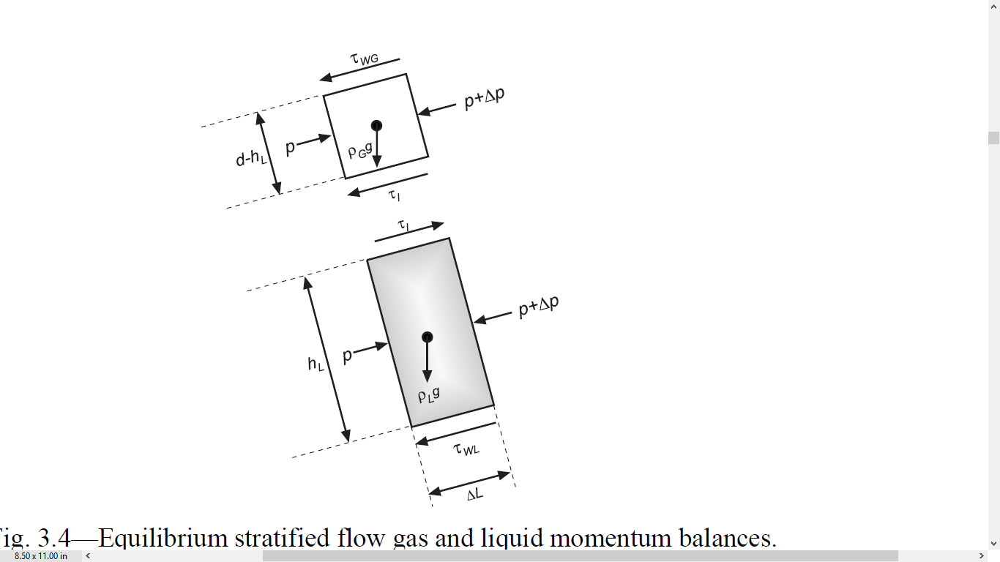 τWG
p+Δp
p
ρGg
d-hL
τI
τI
p+Δp
p
hL
ρLg
τWL
ΔL
ig. 3.4—Equilibrium stratified flow gas and liquid momentum balances.
8.50 x 11.00 in